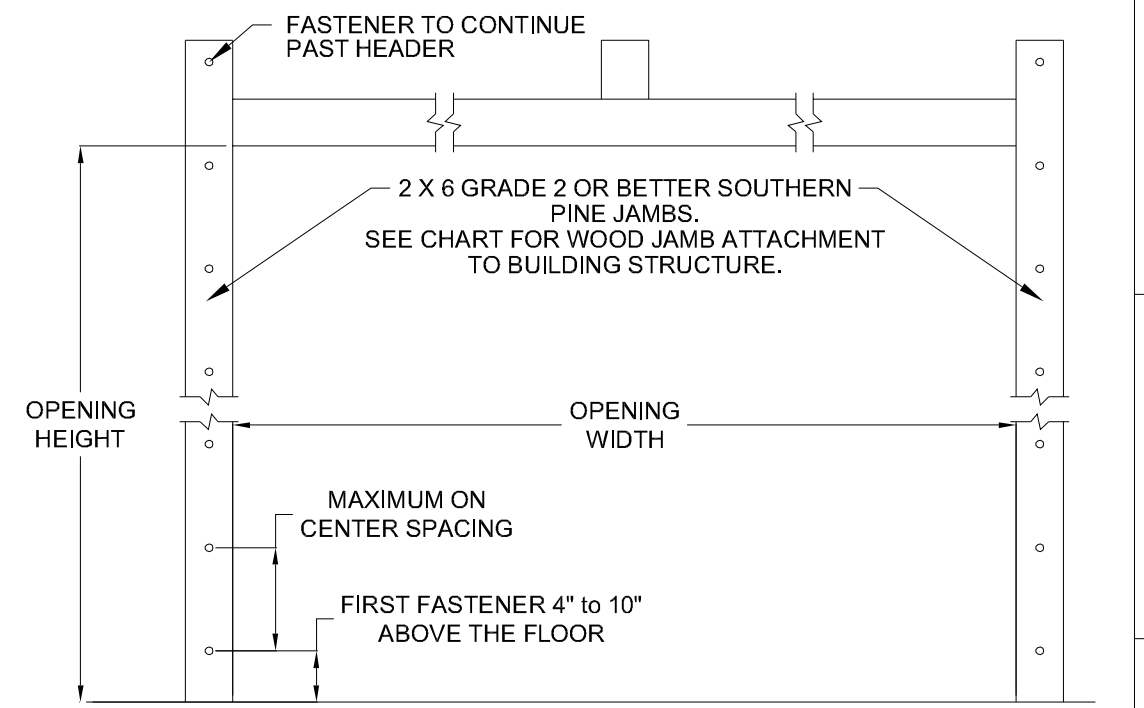 FASTENER TO CONTINUE
PAST HEADER
2 X 6 GRADE 2 OR BETTER SOUTHERN
PINE JAMBS.
SEE CHART FOR WOOD JAMB ATTACHMENT
TO BUILDING STRUCTURE.
OPENING
HEIGHT
OPENING
WIDTH
MAXIMUM ON
CENTER SPACING
FIRST FASTENER 4" to 10"
ABOVE THE FLOOR